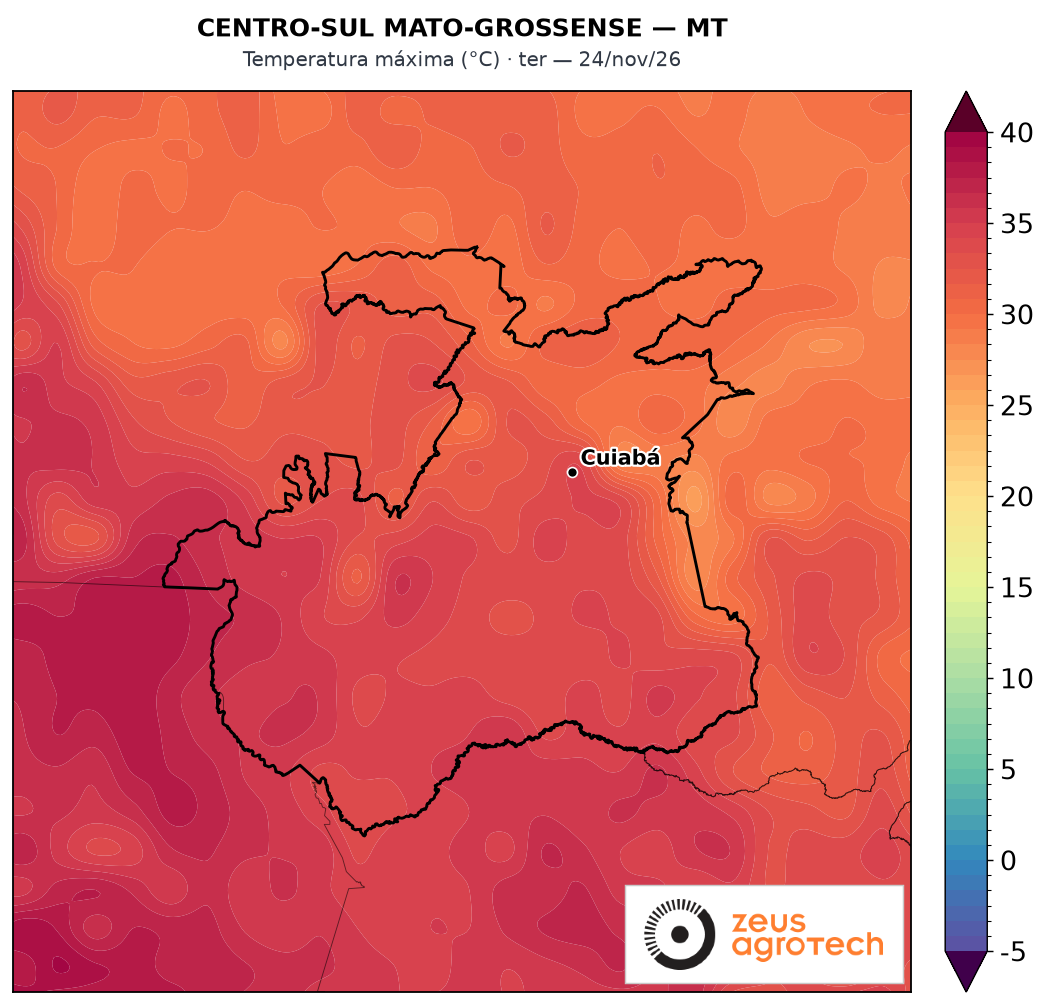 CENTRO-SUL MATO-GROSSENSE — MT
Temperatura máxima (°C) · ter — 24/nov/26
40
35
30
25
20
15
10
5
0
-5
Cuiabá
zeus
agrotech